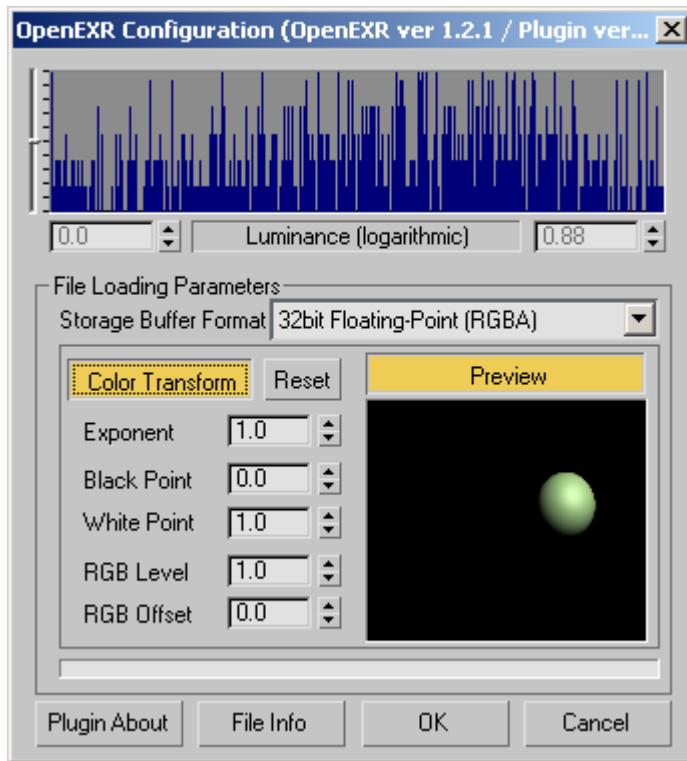 OpenEXR Configuration (OpenEXR ver 1.2.1 / Plugin ver...
0.0 Luminance (logarithmic) 0.88
File Loading Parameters
Storage Buffer Format 32bit Floating-Point (RGBA)
Color Transform Reset Preview
Exponent 1.0
Black Point 0.0
White Point 1.0
RGB Level 1.0
RGB Offset 0.0
Plugin About File Info OK Cancel